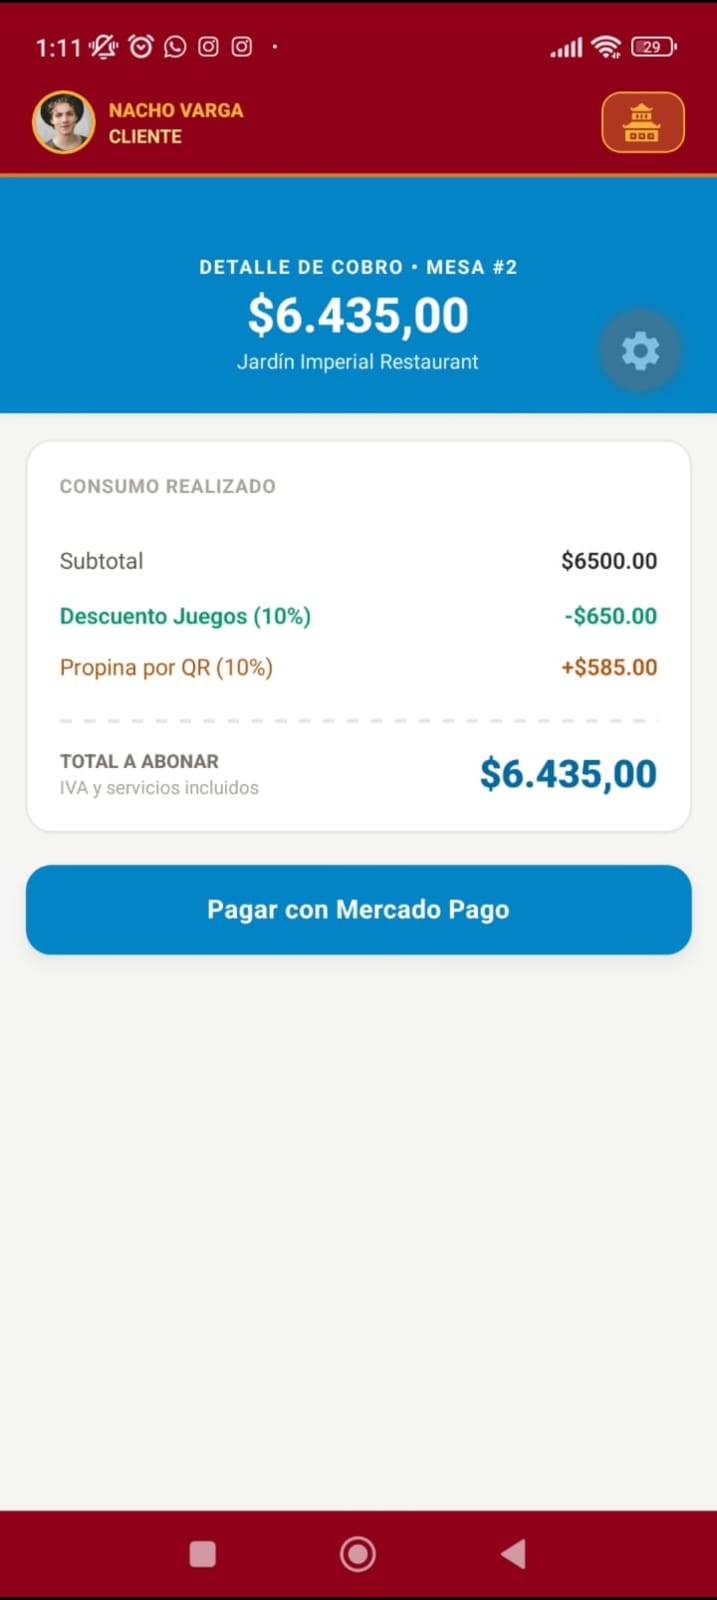 1:11
29
NACHO VARGA
CLIENTE
DETALLE DE COBRO • MESA #2
$6.435,00
Jardín Imperial Restaurant
CONSUMO REALIZADO
Subtotal $6500.00
Descuento Juegos (10%) -$650.00
Propina por QR (10%) +$585.00
TOTAL A ABONAR
IVA y servicios incluidos
$6.435,00
Pagar con Mercado Pago